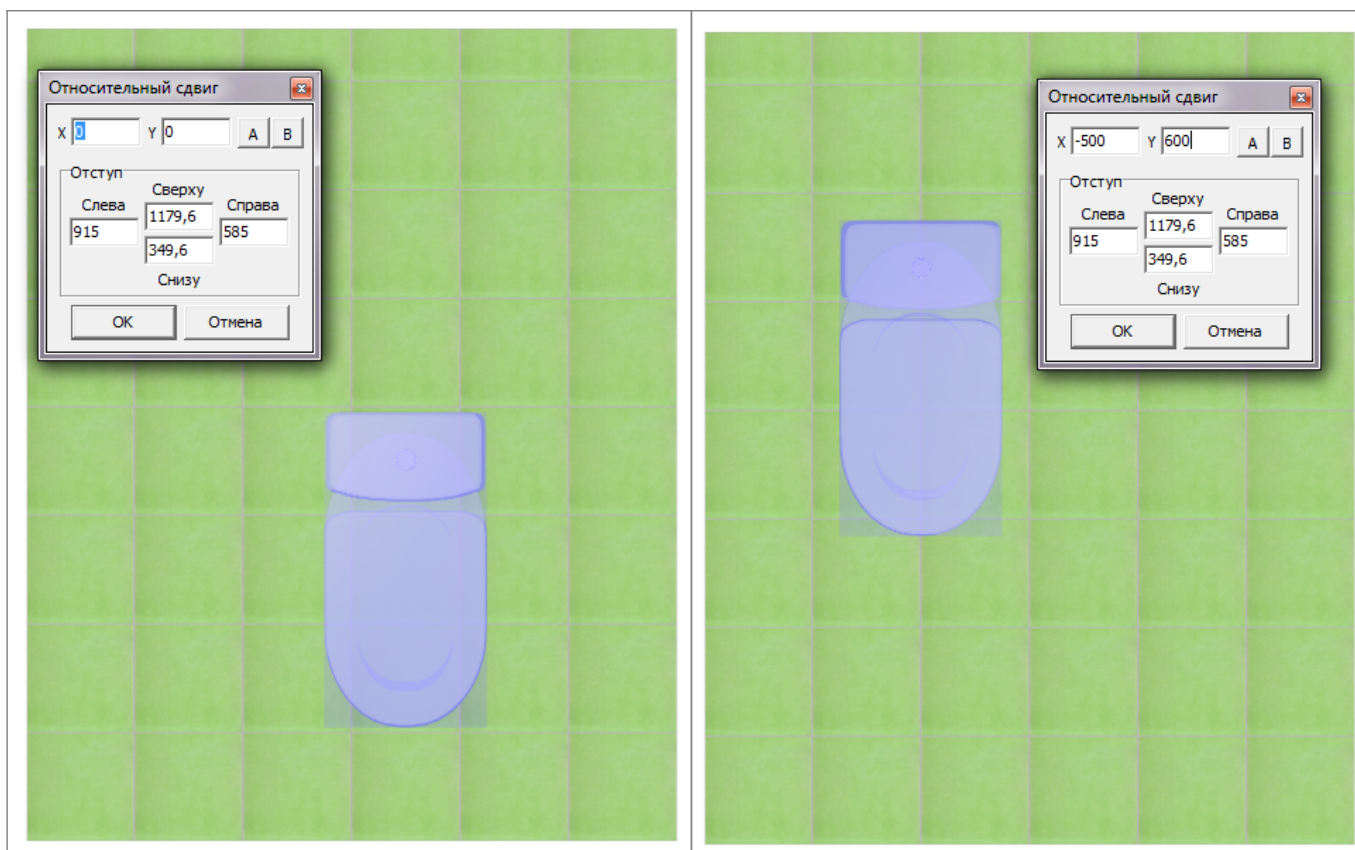 Относительный сдвиг
X 0 Y 0 A B
Отступ
Сверху
Слева Справа
1179,6
915 585
349,6
Снизу
OK Отмена
Относительный сдвиг
X -500 Y 600 A B
Отступ
Сверху
Слева Справа
1179,6
915 585
349,6
Снизу
OK Отмена